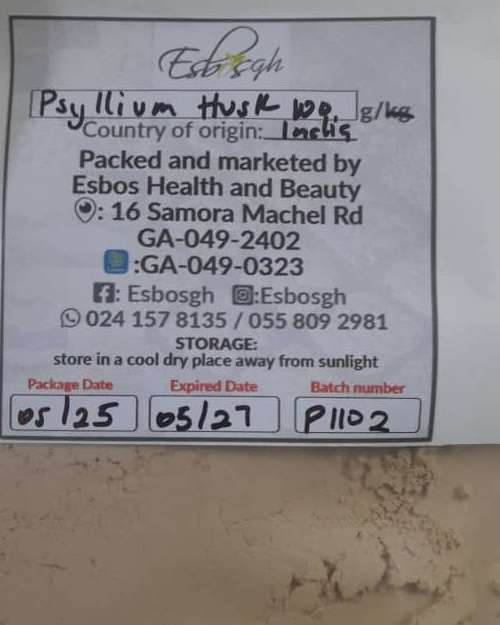 Esbosgh
Psyllium Husk g/kg
Country of origin: India
Packed and marketed by
Esbos Health and Beauty
: 16 Samora Machel Rd
GA-049-2402
:GA-049-0323
: Esbosgh :Esbosgh
024 157 8135 / 055 809 2981
STORAGE:
store in a cool dry place away from sunlight
Package Date Expired Date Batch number
05/25 05/27 P1102